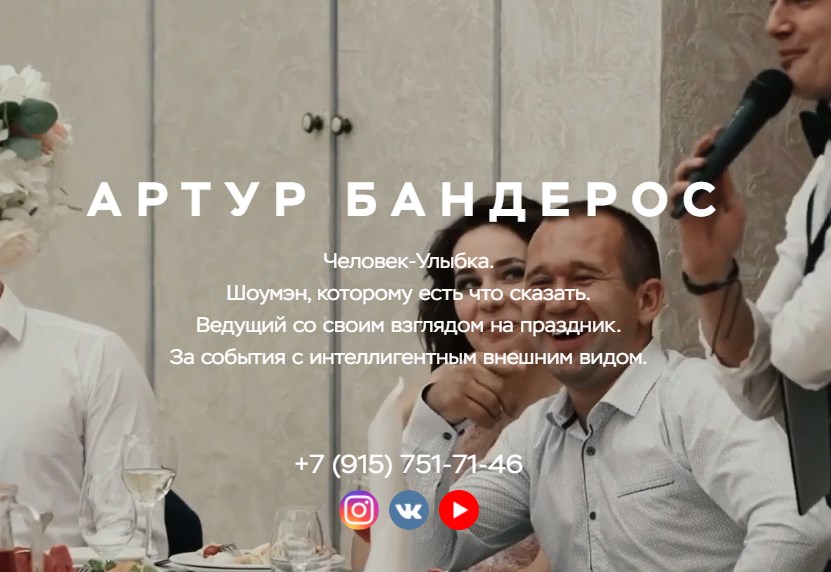 АРТУР БАНДЕРОС
Человек-Улыбка.
Шоумэн, которому есть что сказать.
Ведущий со своим взглядом на праздник.
За события с интеллигентным внешним видом.
+7 (915) 751-71-46